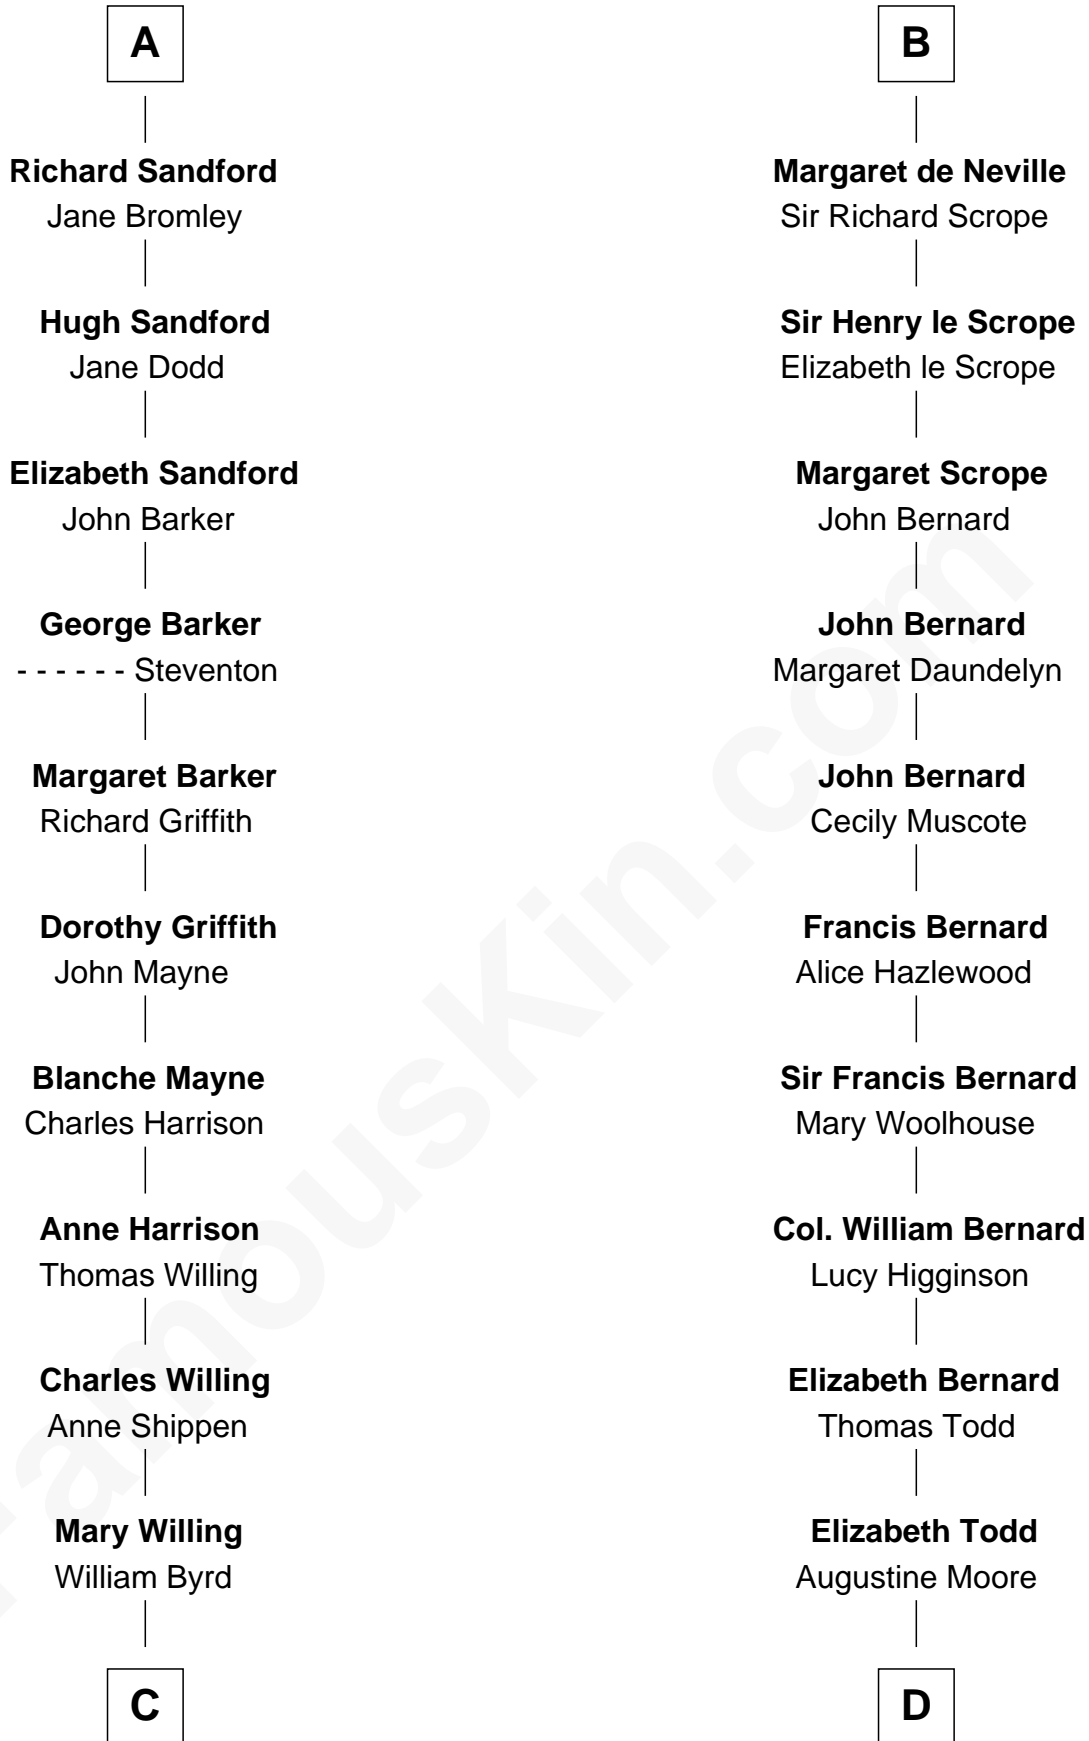 A
Richard Sandford
Jane Bromley
Hugh Sandford
Jane Dodd
Elizabeth Sandford
John Barker
George Barker
- - - - - - Steventon
Margaret Barker
Richard Griffith
Dorothy Griffith
John Mayne
Blanche Mayne
Charles Harrison
Anne Harrison
Thomas Willing
Charles Willing
Anne Shippen
Mary Willing
William Byrd
C
B
Margaret de Neville
Sir Richard Scrope
Sir Henry le Scrope
Elizabeth le Scrope
Margaret Scrope
John Bernard
John Bernard
Margaret Daundelyn
John Bernard
Cecily Muscote
Francis Bernard
Alice Hazlewood
Sir Francis Bernard
Mary Woolhouse
Col. William Bernard
Lucy Higginson
Elizabeth Bernard
Thomas Todd
Elizabeth Todd
Augustine Moore
D
FamousKin.com